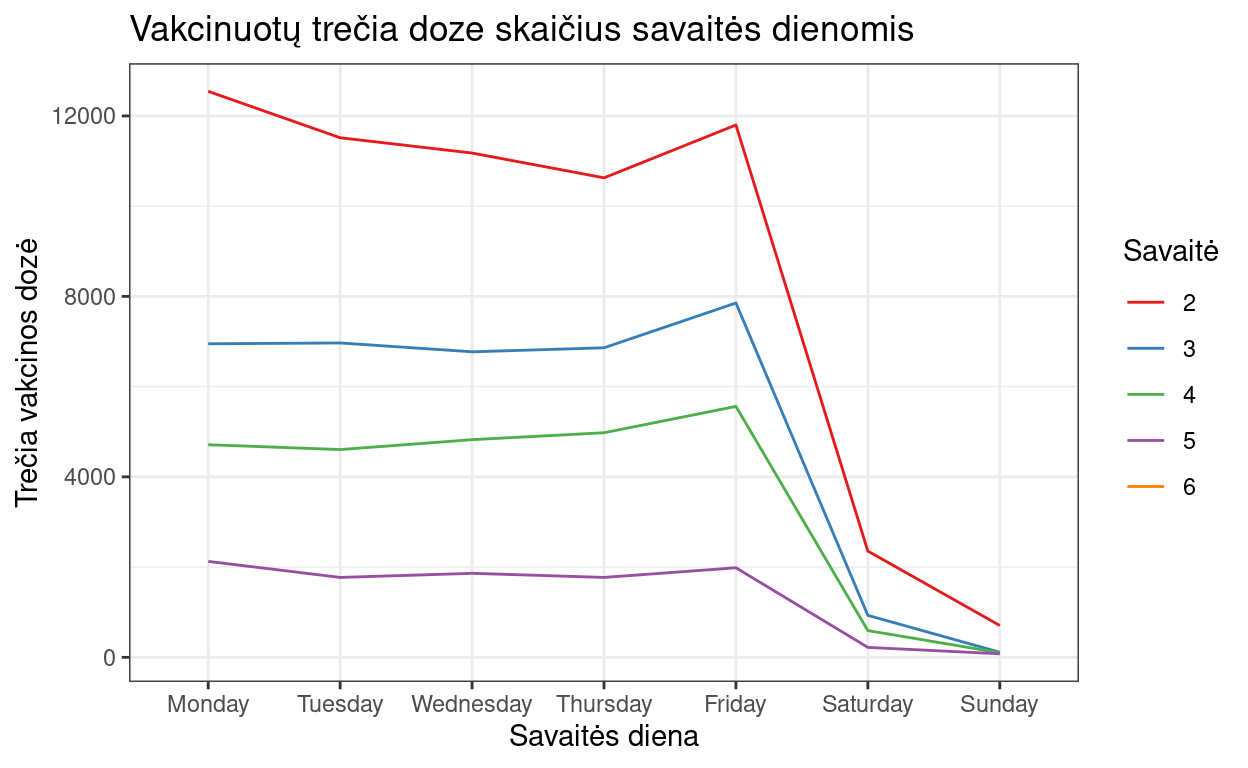 Vakcinuotų trečia doze skaičius savaitės dienomis
Trečia vakcinos dozė
12000
8000
4000
0
Monday
Tuesday
Wednesday
Thursday
Friday
Saturday
Sunday
Savaitės diena
Savaitė
2
3
4
5
6